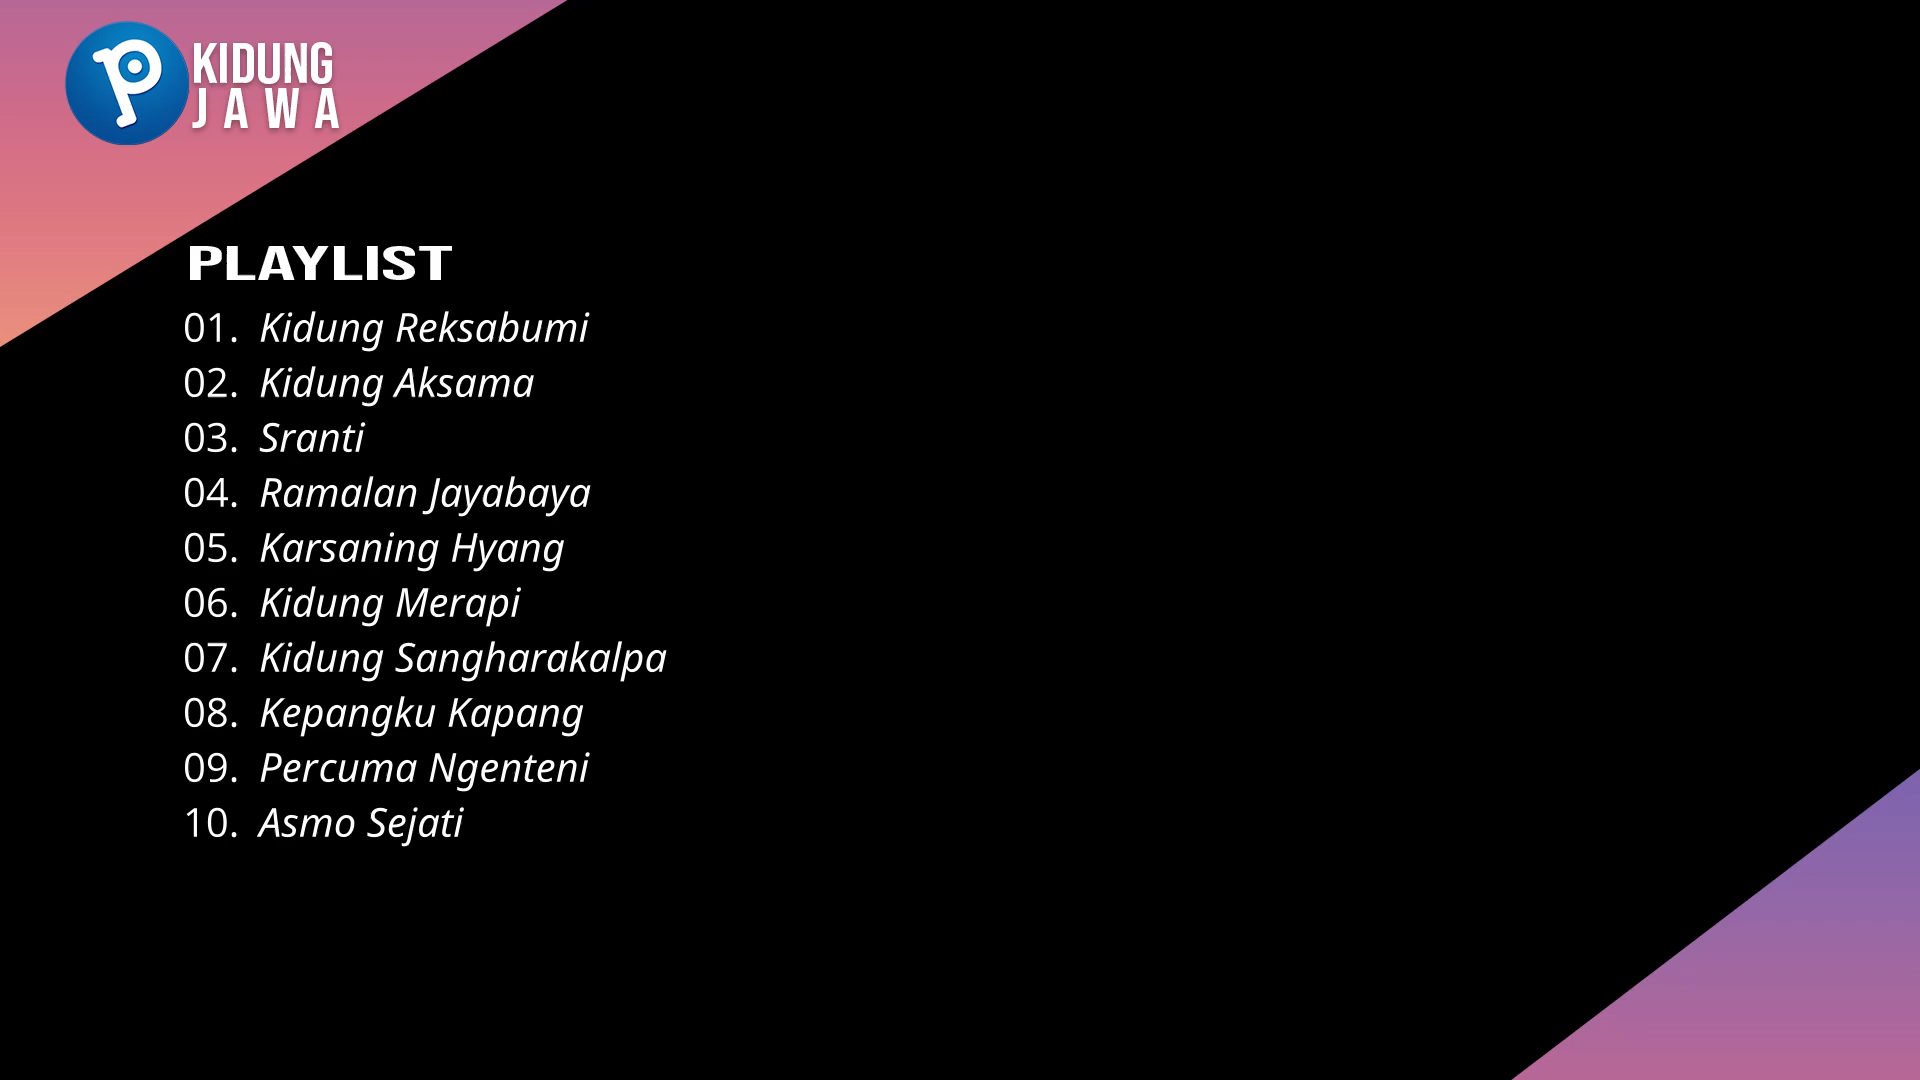 KIDUNG
JAWA
PLAYLIST
01. Kidung Reksabumi
02. Kidung Aksama
03. Sranti
04. Ramalan Jayabaya
05. Karsaning Hyang
06. Kidung Merapi
07. Kidung Sangharakalpa
08. Kepangku Kapang
09. Percuma Ngenteni
10. Asmo Sejati